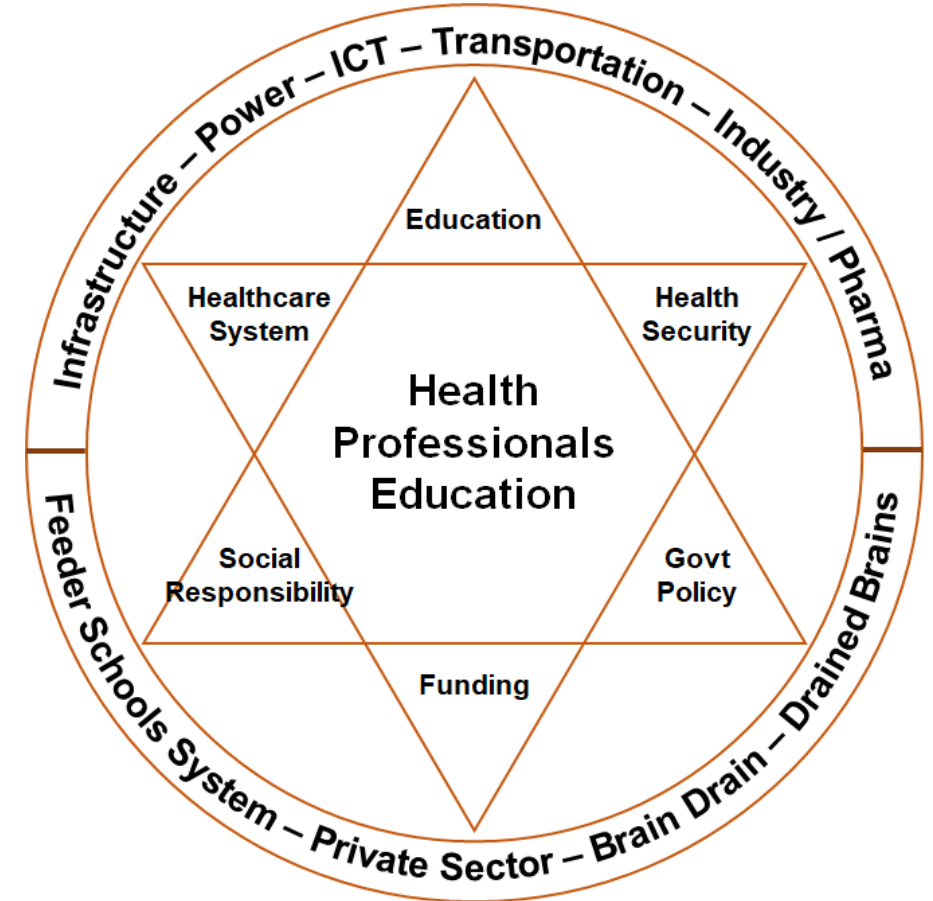 Infrastructure – Power – ICT – Transportation – Industry / Pharma
Education
Healthcare
System
Health
Security
Health
Professionals
Education
Social
Responsibility
Govt
Policy
Funding
Feeder Schools System – Private Sector – Brain Drain – Drained Brains